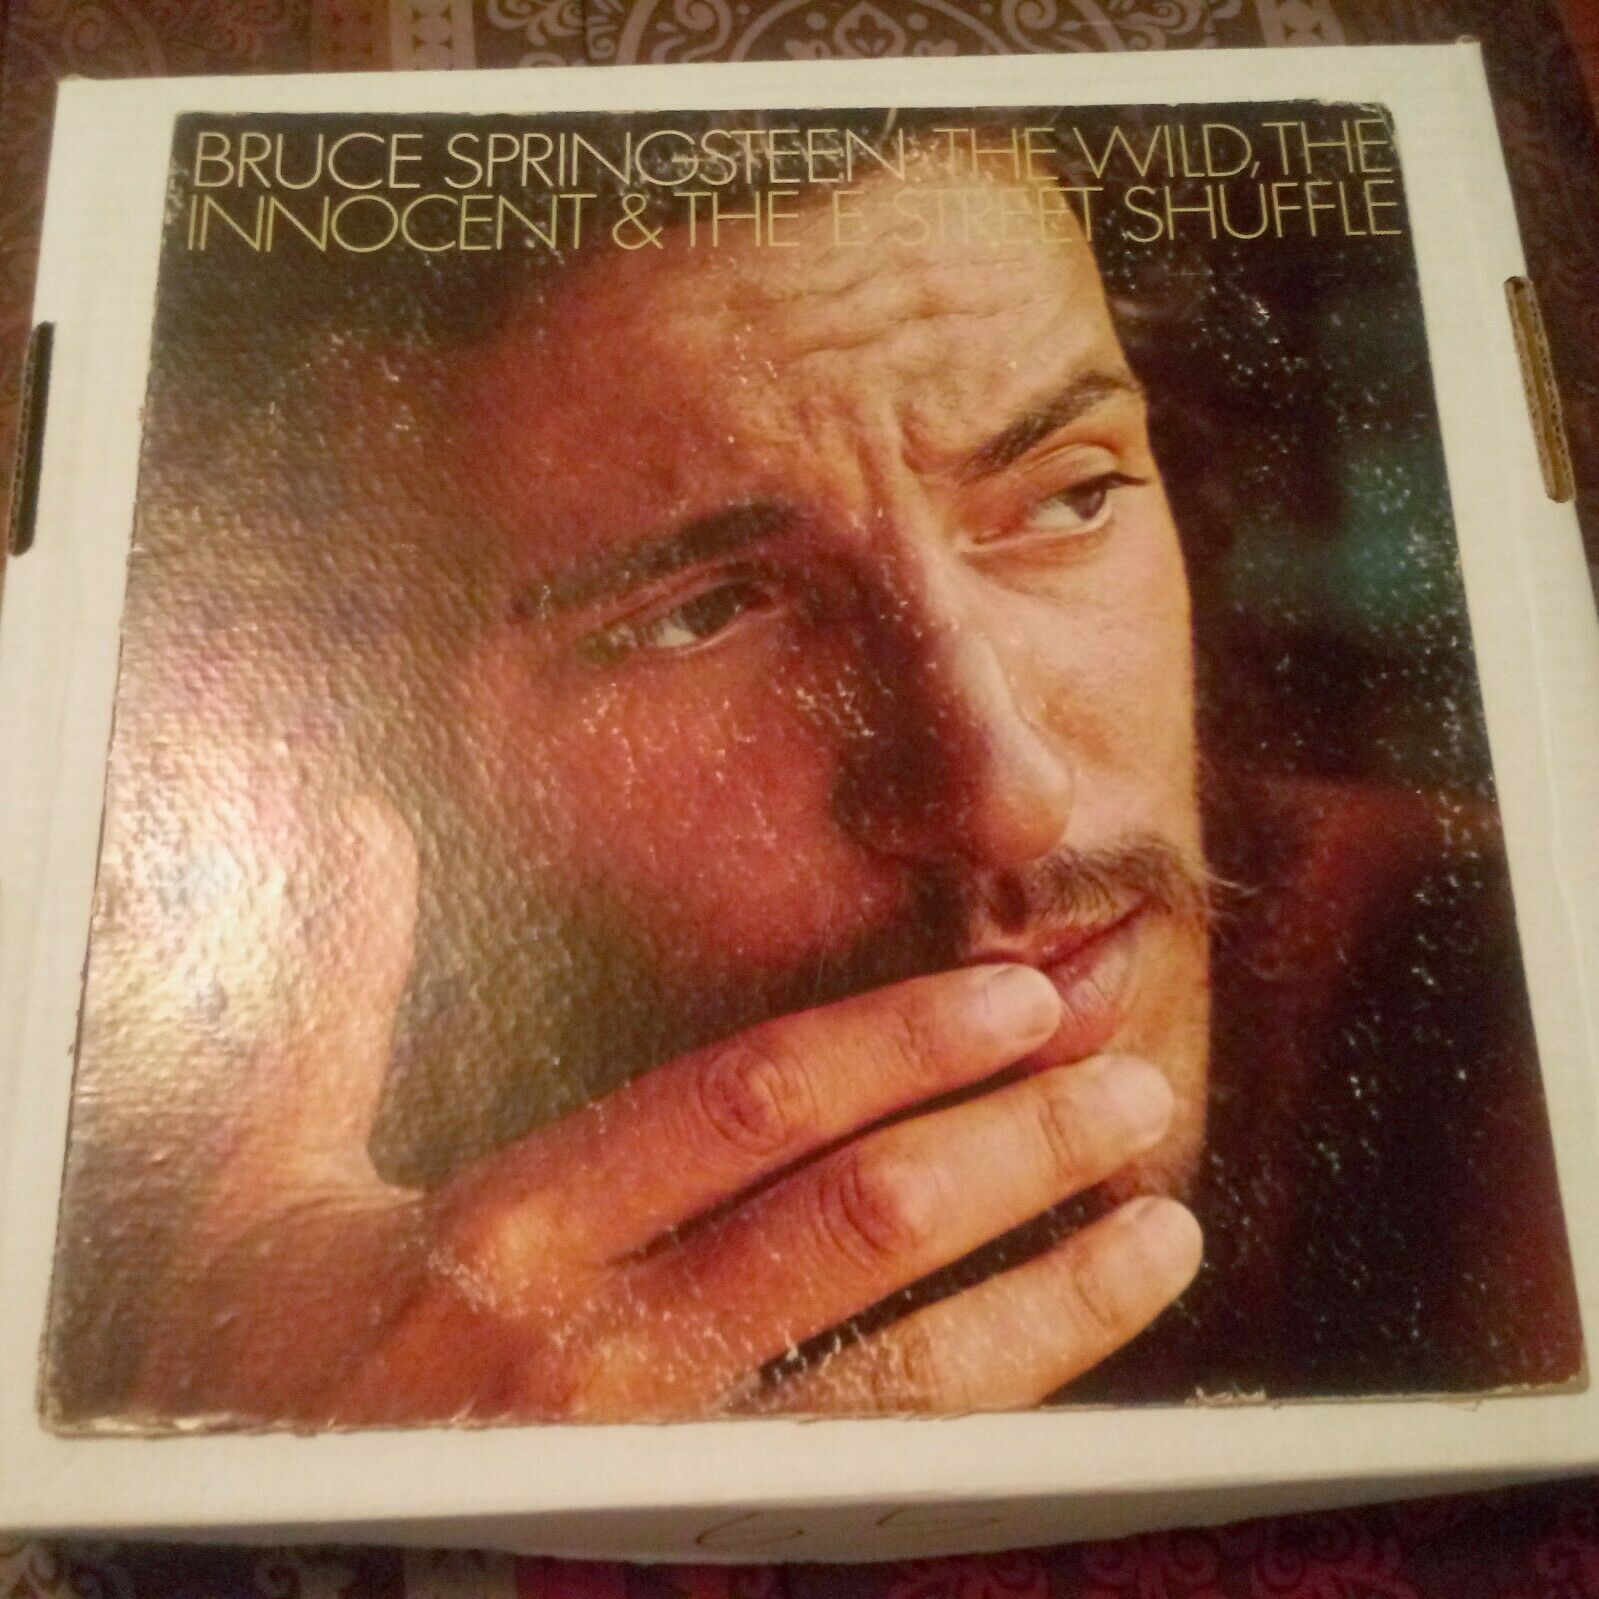 BRUCE SPRINGSTEEN: THE WILD, THE
INNOCENT & THE E STREET SHUFFLE